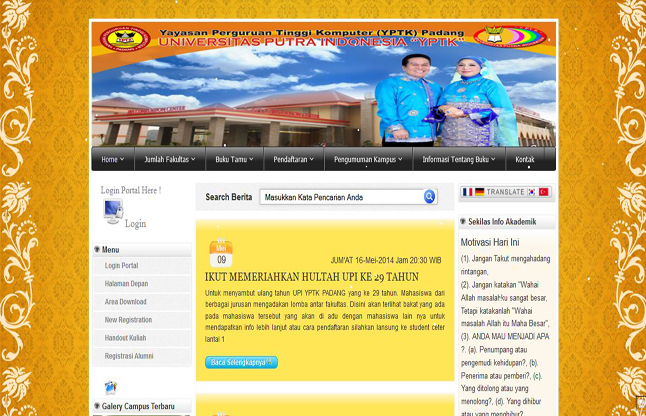 Yayasan Perguruan Tinggi Komputer (YPTK) Padang
UNIVERSITAS PUTRA INDONESIA "YPTK"
Home
Jumlah Fakultas
Buku Tamu
Pendaftaran
Pengumuman Kampus
Informasi Tentang Buku
Kontak
Login Portal Here !
Login
Menu
Login Portal
Halaman Depan
Area Download
New Registration
Handout Kuliah
Registrasi Alumni
Galery Campus Terbaru
Search Berita
Masukkan Kata Pencarian Anda
Mei
09
JUM'AT 16-Mei-2014 Jam 20:30 WIB
IKUT MEMERIAHKAN HULTAH UPI KE 29 TAHUN
Untuk menyambut ulang tahun UPI YPTK PADANG yang ke 29 tahun. Mahasiswa dari
berbagai jurusan mengadakan lomba antar fakultas. Disini akan terlihat bakat yang ada
pada mahasiswa tersebut yang akan di adu dengan mahasiswa lain nya untuk
mendapatkan info lebih lanjut atau cara pendaftaran silahkan lansung ke student ceter
lantai 1
Baca Selengkapnya
TRANSLATE
Sekilas Info Akademik
Motivasi Hari Ini
(1). Jangan Takut mengahadang
rintangan,
(2). Jangan katakan "Wahai
Allah masalahku sangat besar,
Tetapi katakanlah "Wahai
masalah Allah itu Maha Besar",
(3). ANDA MAU MENJADI APA
?. (a). Penumpang atau
pengemudi kehidupan?, (b).
Penerima atau pemberi?, (c).
Yang ditolong atau yang
menolong?, (d). Yang dihibur
atau yang menghibur?